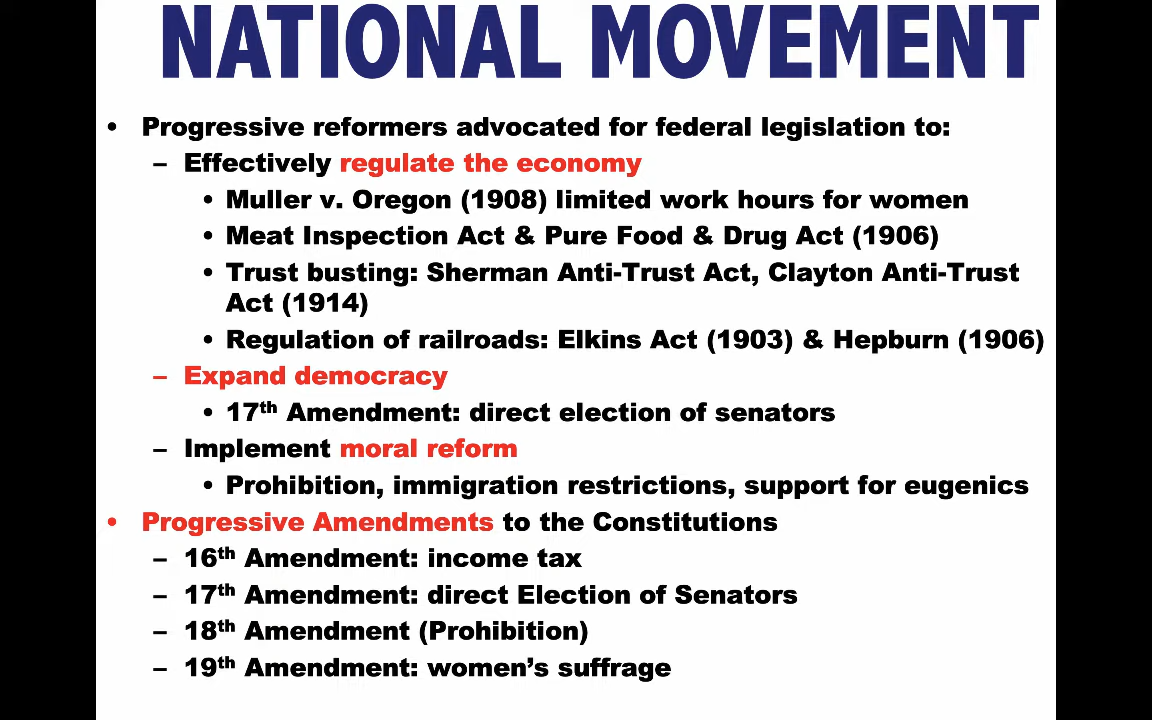 NATIONAL MOVEMENT
• Progressive reformers advocated for federal legislation to:
– Effectively regulate the economy
• Muller v. Oregon (1908) limited work hours for women
• Meat Inspection Act & Pure Food & Drug Act (1906)
• Trust busting: Sherman Anti-Trust Act, Clayton Anti-Trust
Act (1914)
• Regulation of railroads: Elkins Act (1903) & Hepburn (1906)
– Expand democracy
• 17th Amendment: direct election of senators
– Implement moral reform
• Prohibition, immigration restrictions, support for eugenics
• Progressive Amendments to the Constitutions
– 16th Amendment: income tax
– 17th Amendment: direct Election of Senators
– 18th Amendment (Prohibition)
– 19th Amendment: women’s suffrage